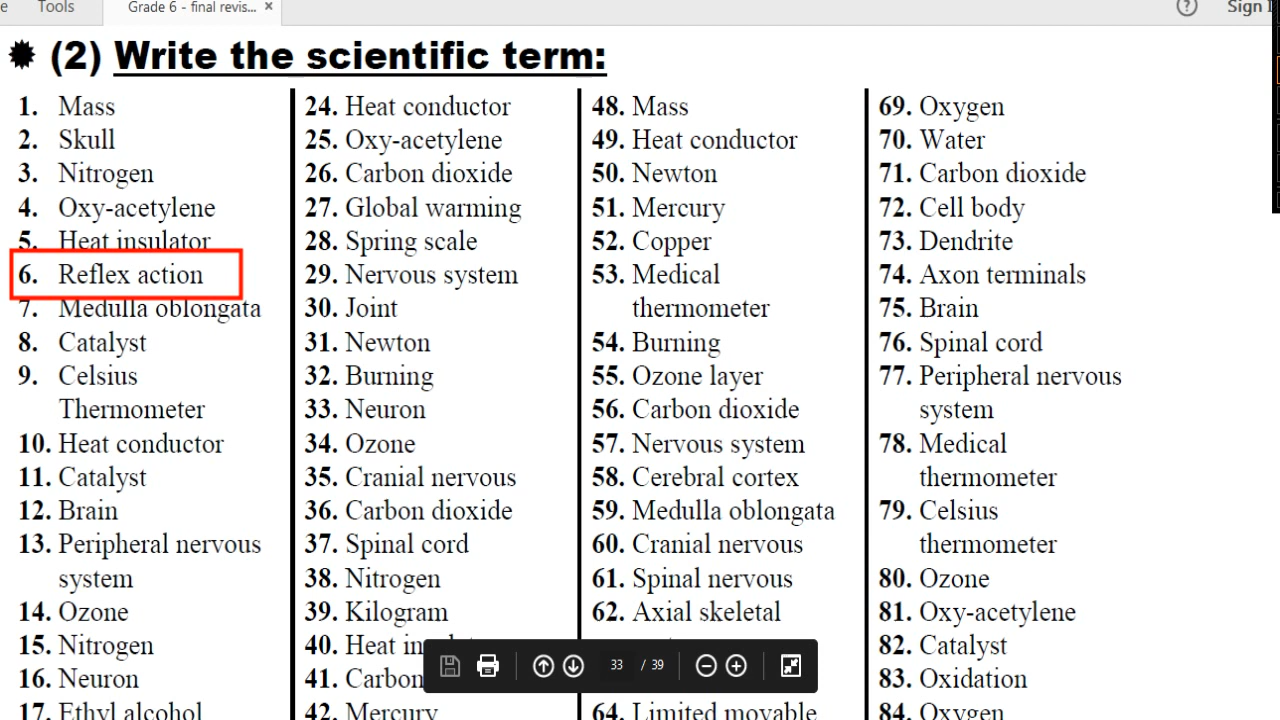 Tools
Grade 6 - final revis... ×
Sign
(2) Write the scientific term:
1. Mass
2. Skull
3. Nitrogen
4. Oxy-acetylene
5. Heat insulator
6. Reflex action
7. Medulla oblongata
8. Catalyst
9. Celsius
Thermometer
10. Heat conductor
11. Catalyst
12. Brain
13. Peripheral nervous
system
14. Ozone
15. Nitrogen
16. Neuron
17. Ethyl alcohol
24. Heat conductor
25. Oxy-acetylene
26. Carbon dioxide
27. Global warming
28. Spring scale
29. Nervous system
30. Joint
31. Newton
32. Burning
33. Neuron
34. Ozone
35. Cranial nervous
36. Carbon dioxide
37. Spinal cord
38. Nitrogen
39. Kilogram
40. Heat
41. Carbon
42. Mercury
48. Mass
49. Heat conductor
50. Newton
51. Mercury
52. Copper
53. Medical
thermometer
54. Burning
55. Ozone layer
56. Carbon dioxide
57. Nervous system
58. Cerebral cortex
59. Medulla oblongata
60. Cranial nervous
61. Spinal nervous
62. Axial skeletal
64. Limited movable
69. Oxygen
70. Water
71. Carbon dioxide
72. Cell body
73. Dendrite
74. Axon terminals
75. Brain
76. Spinal cord
77. Peripheral nervous
system
78. Medical
thermometer
79. Celsius
thermometer
80. Ozone
81. Oxy-acetylene
82. Catalyst
83. Oxidation
84. Oxygen
33 / 39